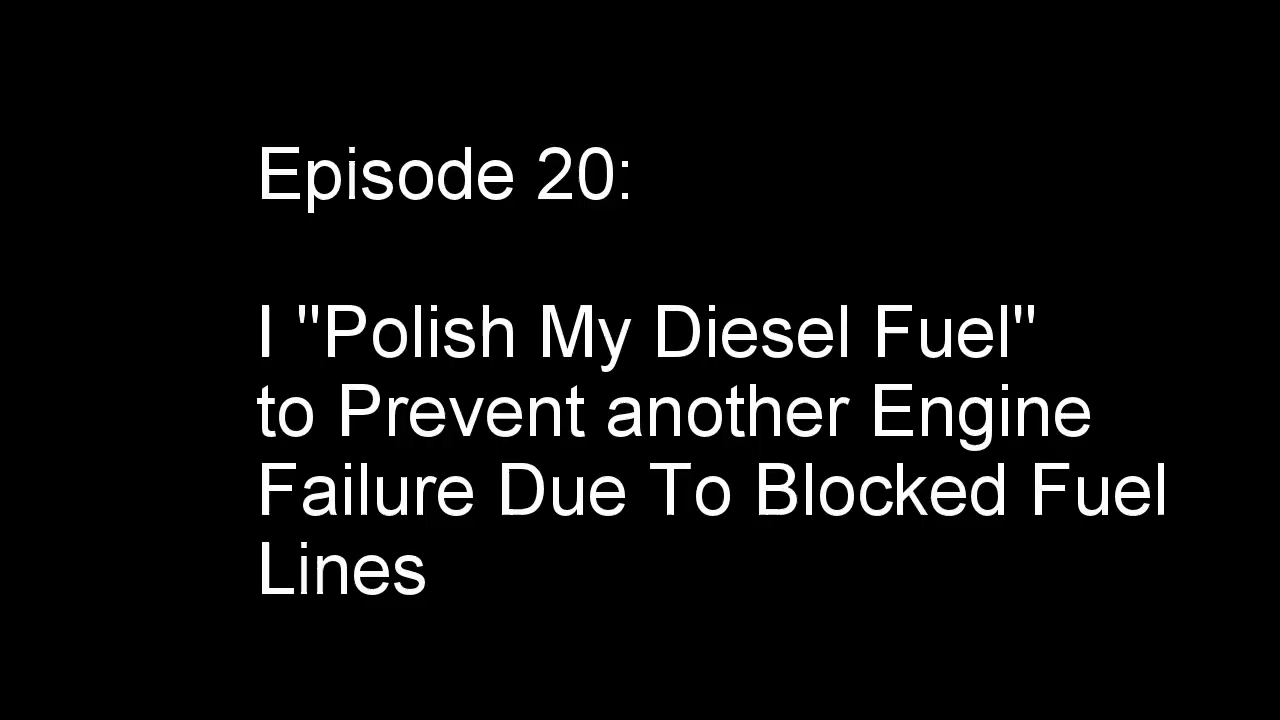 Episode 20:
I "Polish My Diesel Fuel"
to Prevent another Engine
Failure Due To Blocked Fuel
Lines